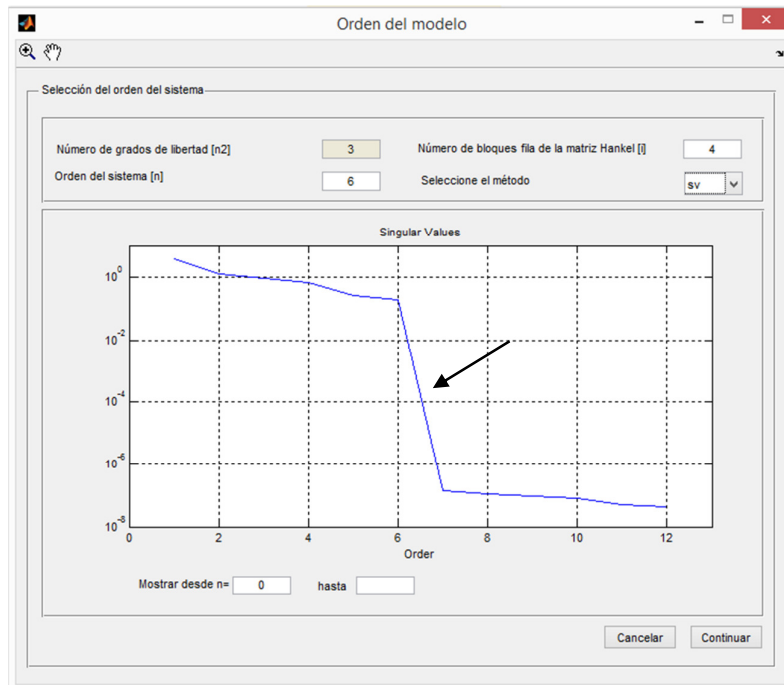 Orden del modelo
Selección del orden del sistema
Número de grados de libertad [n2] 3 Número de bloques fila de la matriz Hankel [i] 4
Orden del sistema [n] 6 Seleccione el método sv
Singular Values
10^0
10^-2
10^-4
10^-6
10^-8
0 2 4 6 8 10 12
Order
Mostrar desde n= 0 hasta
Cancelar Continuar